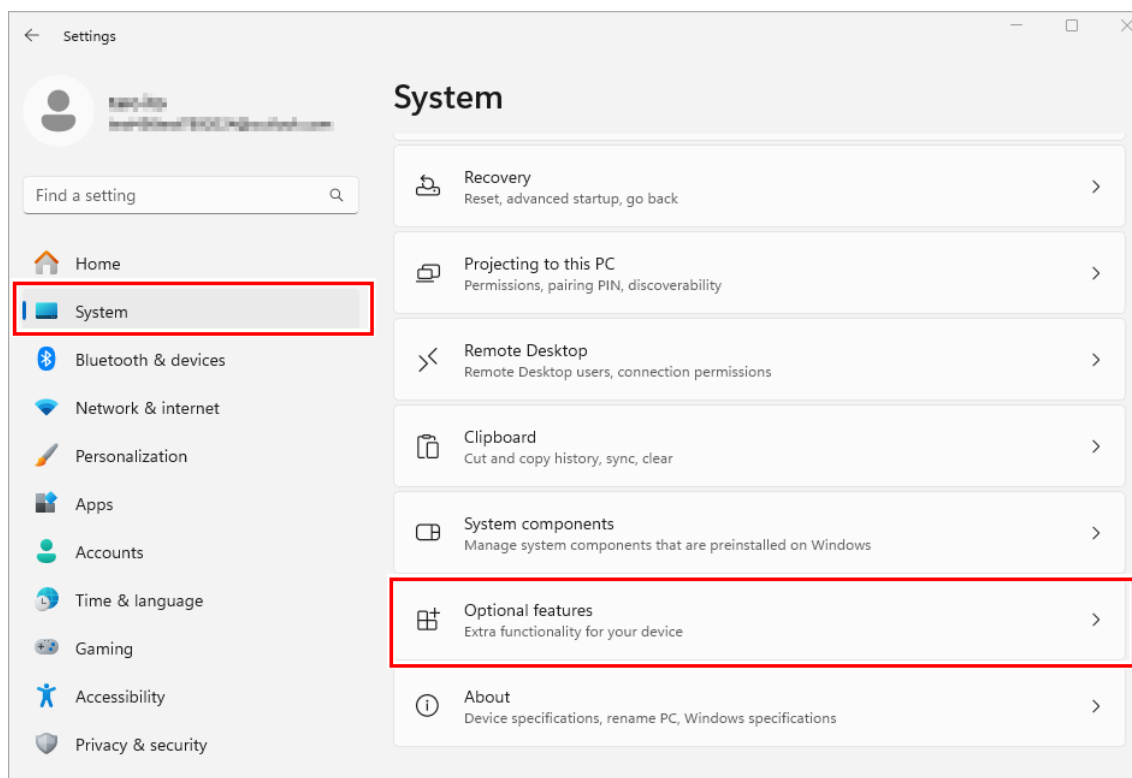 Settings
System
Find a setting
Home
System
Bluetooth & devices
Network & internet
Personalization
Apps
Accounts
Time & language
Gaming
Accessibility
Privacy & security
Recovery
Reset, advanced startup, go back
Projecting to this PC
Permissions, pairing PIN, discoverability
Remote Desktop
Remote Desktop users, connection permissions
Clipboard
Cut and copy history, sync, clear
System components
Manage system components that are preinstalled on Windows
Optional features
Extra functionality for your device
About
Device specifications, rename PC, Windows specifications